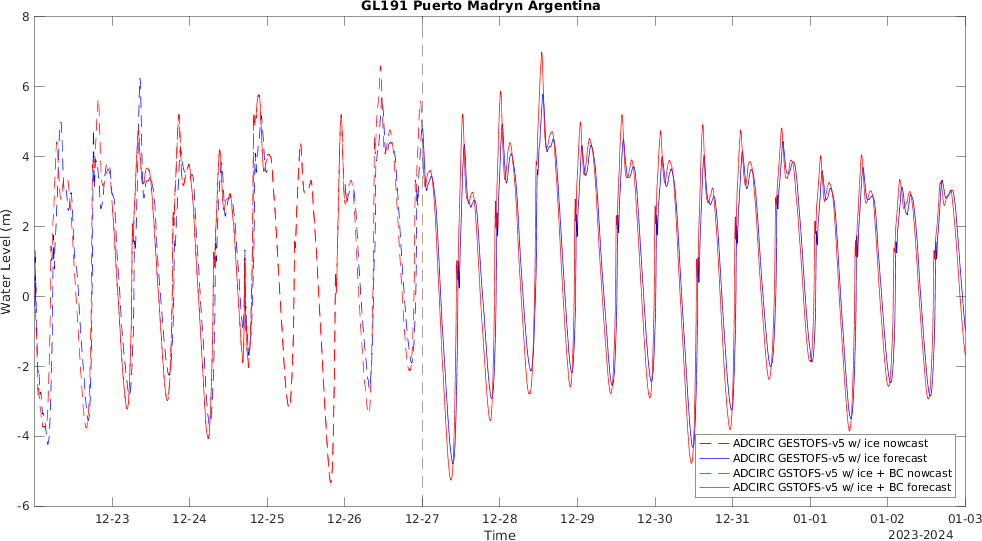 GL191 Puerto Madryn Argentina
8
6
4
2
0
-2
-4
-6
Water Level (m)
ADCIRC GESTOFS-v5 w/ ice nowcast
ADCIRC GESTOFS-v5 w/ ice forecast
ADCIRC GSTOFS-v5 w/ ice + BC nowcast
ADCIRC GSTOFS-v5 w/ ice + BC forecast
12-23 12-24 12-25 12-26 12-27 12-28 12-29 12-30 12-31 01-01 01-02 01-03
Time
2023-2024